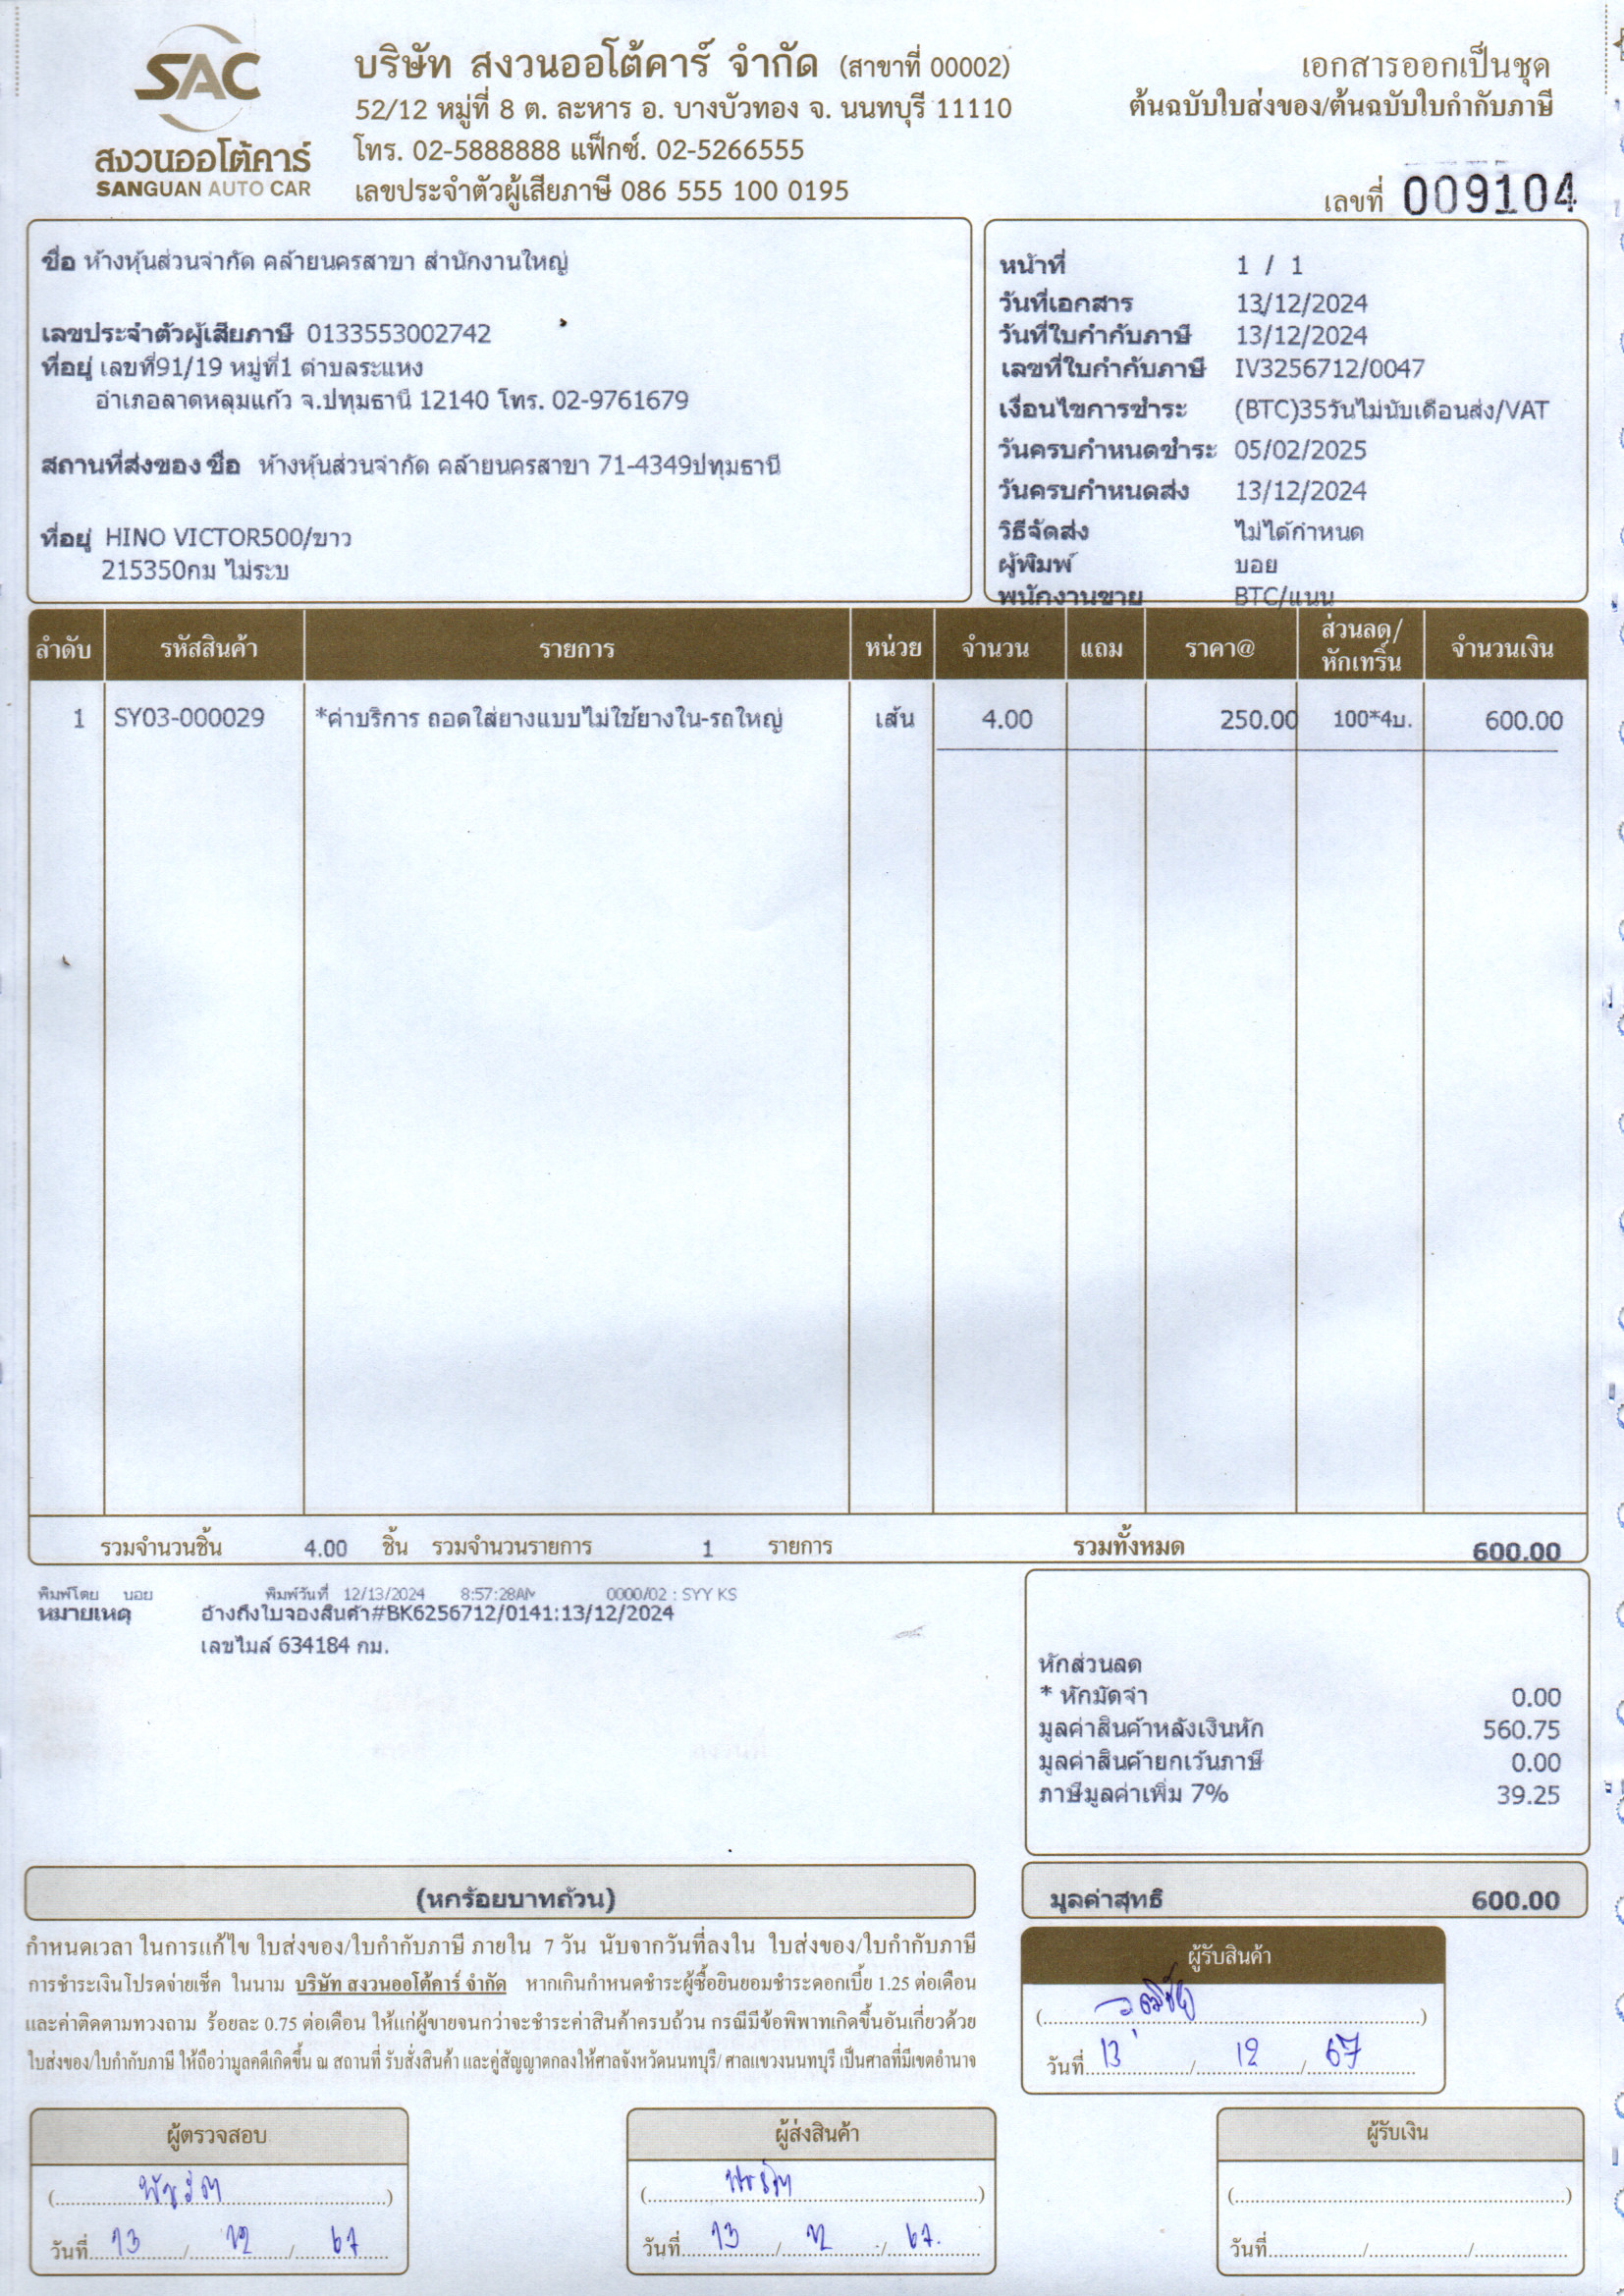 SAC
สงวนออโต้คาร์
SANGUAN AUTO CAR
บริษัท สงวนออโต้คาร์ จำกัด (สาขาที่ 00002)
52/12 หมู่ที่ 8 ต. ละหาร อ. บางบัวทอง จ. นนทบุรี 11110
โทร. 02-5888888 แฟ็กซ์. 02-5266555
เลขประจำตัวผู้เสียภาษี 086 555 100 0195
เอกสารออกเป็นชุด
ต้นฉบับใบส่งของ/ต้นฉบับใบกำกับภาษี
เลขที่ 009104
ชื่อ ห้างหุ้นส่วนจำกัด คล้ายนครสาขา สำนักงานใหญ่
เลขประจำตัวผู้เสียภาษี 0133553002742
ที่อยู่ เลขที่91/19 หมู่ที่1 ตำบลระแหง
อำเภอลาดหลุมแก้ว จ.ปทุมธานี 12140 โทร. 02-9761679
สถานที่ส่งของ ชื่อ ห้างหุ้นส่วนจำกัด คล้ายนครสาขา 71-4349ปทุมธานี
ที่อยู่ HINO VICTOR500/ขาว
215350กม ไม่ระบ
หน้าที่ 1 / 1
วันที่เอกสาร 13/12/2024
วันที่ใบกำกับภาษี 13/12/2024
เลขที่ใบกำกับภาษี IV3256712/0047
เงื่อนไขการชำระ (BTC)35วันไม่นับเดือนส่ง/VAT
วันครบกำหนดชำระ 05/02/2025
วันครบกำหนดส่ง 13/12/2024
วิธีจัดส่ง ไม่ได้กำหนด
ผู้พิมพ์ บอย
พนักงานขาย BTC/แนน
ลำดับ รหัสสินค้า รายการ หน่วย จำนวน แถม ราคา@ ส่วนลด/หักเทริ์น จำนวนเงิน
1 SY03-000029 *ค่าบริการ ถอดใส่ยางแบบไม่ใช้ยางใน-รถใหญ่ เส้น 4.00 250.00 100*4บ. 600.00
รวมจำนวนชิ้น 4.00 ชิ้น รวมจำนวนรายการ 1 รายการ รวมทั้งหมด 600.00
พิมพ์โดย บอย พิมพ์วันที่ 12/13/2024 8:57:28AM 0000/02 : SYY KS
หมายเหตุ อ้างถึงใบจองสินค้า#BK6256712/0141:13/12/2024
เลขไมล์ 634184 กม.
หักส่วนลด
* หักมัดจำ 0.00
มูลค่าสินค้าหลังเงินหัก 560.75
มูลค่าสินค้ายกเว้นภาษี 0.00
ภาษีมูลค่าเพิ่ม 7% 39.25
(หกร้อยบาทถ้วน)
มูลค่าสุทธิ 600.00
กำหนดเวลา ในการแก้ไข ใบส่งของ/ใบกำกับภาษี ภายใน 7 วัน นับจากวันที่ลงใน ใบส่งของ/ใบกำกับภาษี
การชำระเงินโปรดจ่ายเช็ค ในนาม บริษัท สงวนออโต้คาร์ จำกัด หากเกินกำหนดชำระผู้ซื้อยินยอมชำระดอกเบี้ย 1.25 ต่อเดือน
และค่าติดตามทวงถาม ร้อยละ 0.75 ต่อเดือน ให้แก่ผู้ขายจนกว่าจะชำระค่าสินค้าครบถ้วน กรณีมีข้อพิพาทเกิดขึ้นอันเกี่ยวด้วย
ใบส่งของ/ใบกำกับภาษี ให้ถือว่ามูลคดีเกิดขึ้น ณ สถานที่ รับสั่งสินค้า และคู่สัญญาตกลงให้ศาลจังหวัดนนทบุรี/ ศาลแขวงนนทบุรี เป็นศาลที่มีเขตอำนาจ
ผู้รับสินค้า
วันที่ 13 / 12 / 67
ผู้ตรวจสอบ
วันที่ 13 / 12 / 67
ผู้ส่งสินค้า
วันที่ 13 / 12 / 67
ผู้รับเงิน
วันที่ / /